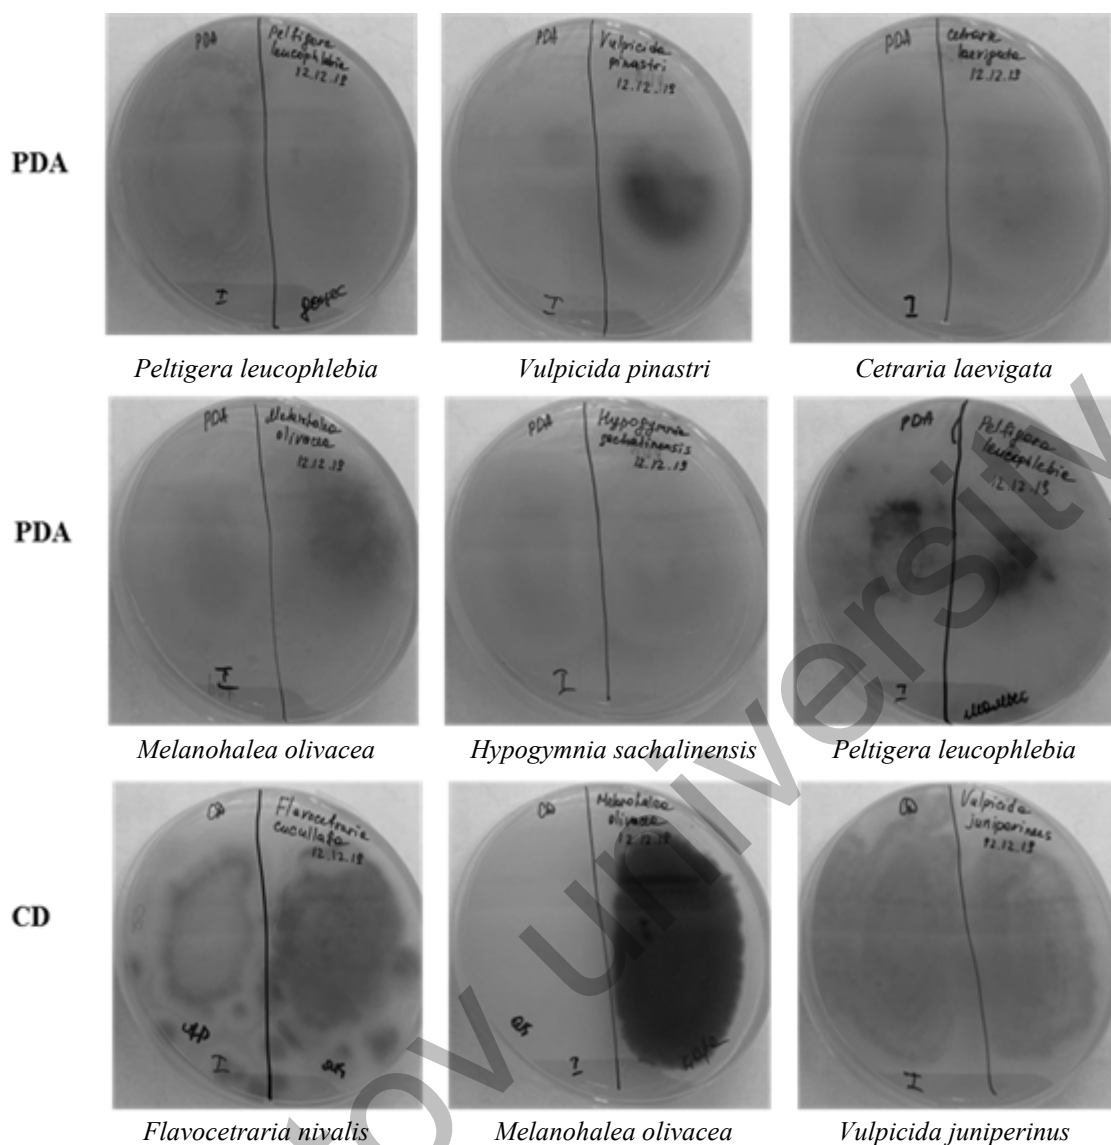 PDA
PDA
Peltigera
leucophlebia
12.12.19
I
PDA
Vulpicida
pinastri
12.12.19
I
PDA
Cetraria
laevigata
12.12.19
I
Peltigera leucophlebia
Vulpicida pinastri
Cetraria laevigata
PDA
PDA
Melanohalea
olivacea
12.12.19
I
PDA
Hypogymnia
sachalinensis
12.12.19
I
PDA
Peltigera
leucophlebia
12.12.19
I
Melanohalea olivacea
Hypogymnia sachalinensis
Peltigera leucophlebia
CD
CD
Flavocetraria
cucullata
12.12.19
I
CD
Melanohalea
olivacea
12.12.19
I
CD
Vulpicida
juniperinus
12.12.19
I
Flavocetraria nivalis
Melanohalea olivacea
Vulpicida juniperinus
tov university